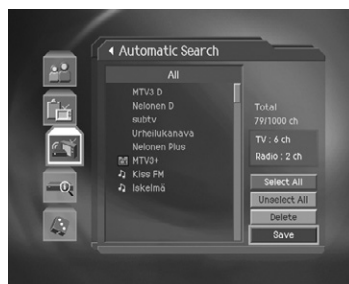 Automatic Search
All
MTV3 D
Nelonen D
subtv
Urheilukanava
Nelonen Plus
MTV3+
Kiss FM
Iskelmä
Total
79/1000 ch
TV : 6 ch
Radio : 2 ch
Select All
Unselect All
Delete
Save